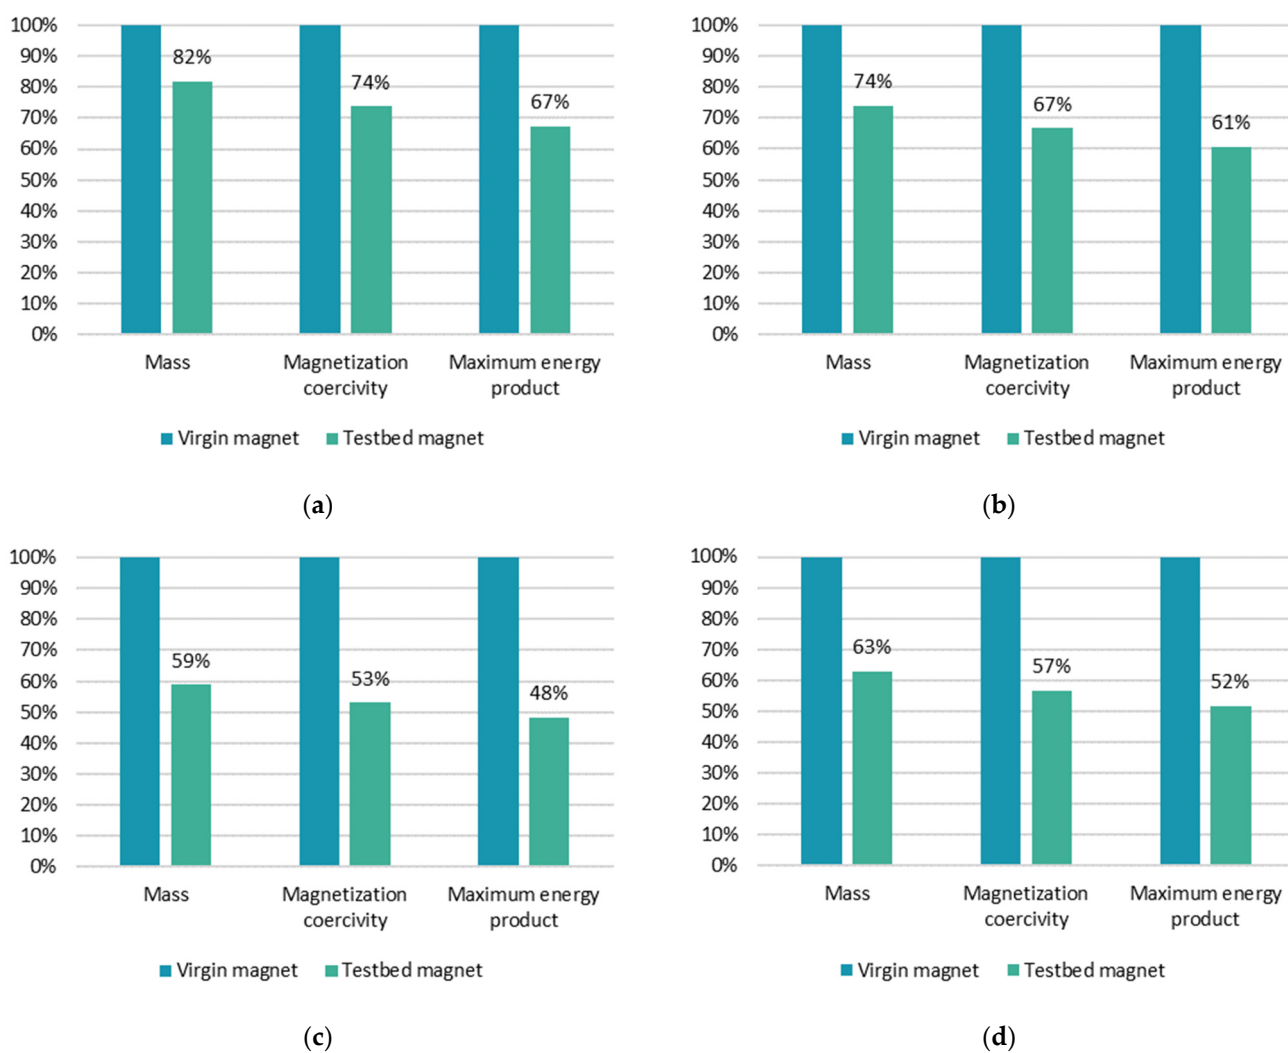 100%
90%
80%
70%
60%
50%
40%
30%
20%
10%
0%
82%
74%
67%
Mass
Magnetization
coercivity
Maximum energy
product
Virgin magnet
Testbed magnet
(a)
100%
90%
80%
70%
60%
50%
40%
30%
20%
10%
0%
74%
67%
61%
Mass
Magnetization
coercivity
Maximum energy
product
Virgin magnet
Testbed magnet
(b)
100%
90%
80%
70%
60%
50%
40%
30%
20%
10%
0%
59%
53%
48%
Mass
Magnetization
coercivity
Maximum energy
product
Virgin magnet
Testbed magnet
(c)
100%
90%
80%
70%
60%
50%
40%
30%
20%
10%
0%
63%
57%
52%
Mass
Magnetization
coercivity
Maximum energy
product
Virgin magnet
Testbed magnet
(d)